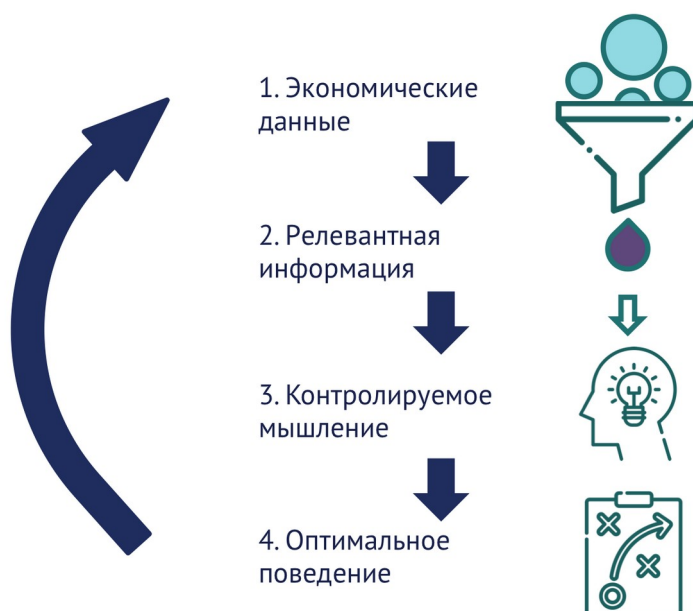 1. Экономические
данные
2. Релевантная
информация
3. Контролируемое
мышление
4. Оптимальное
поведение